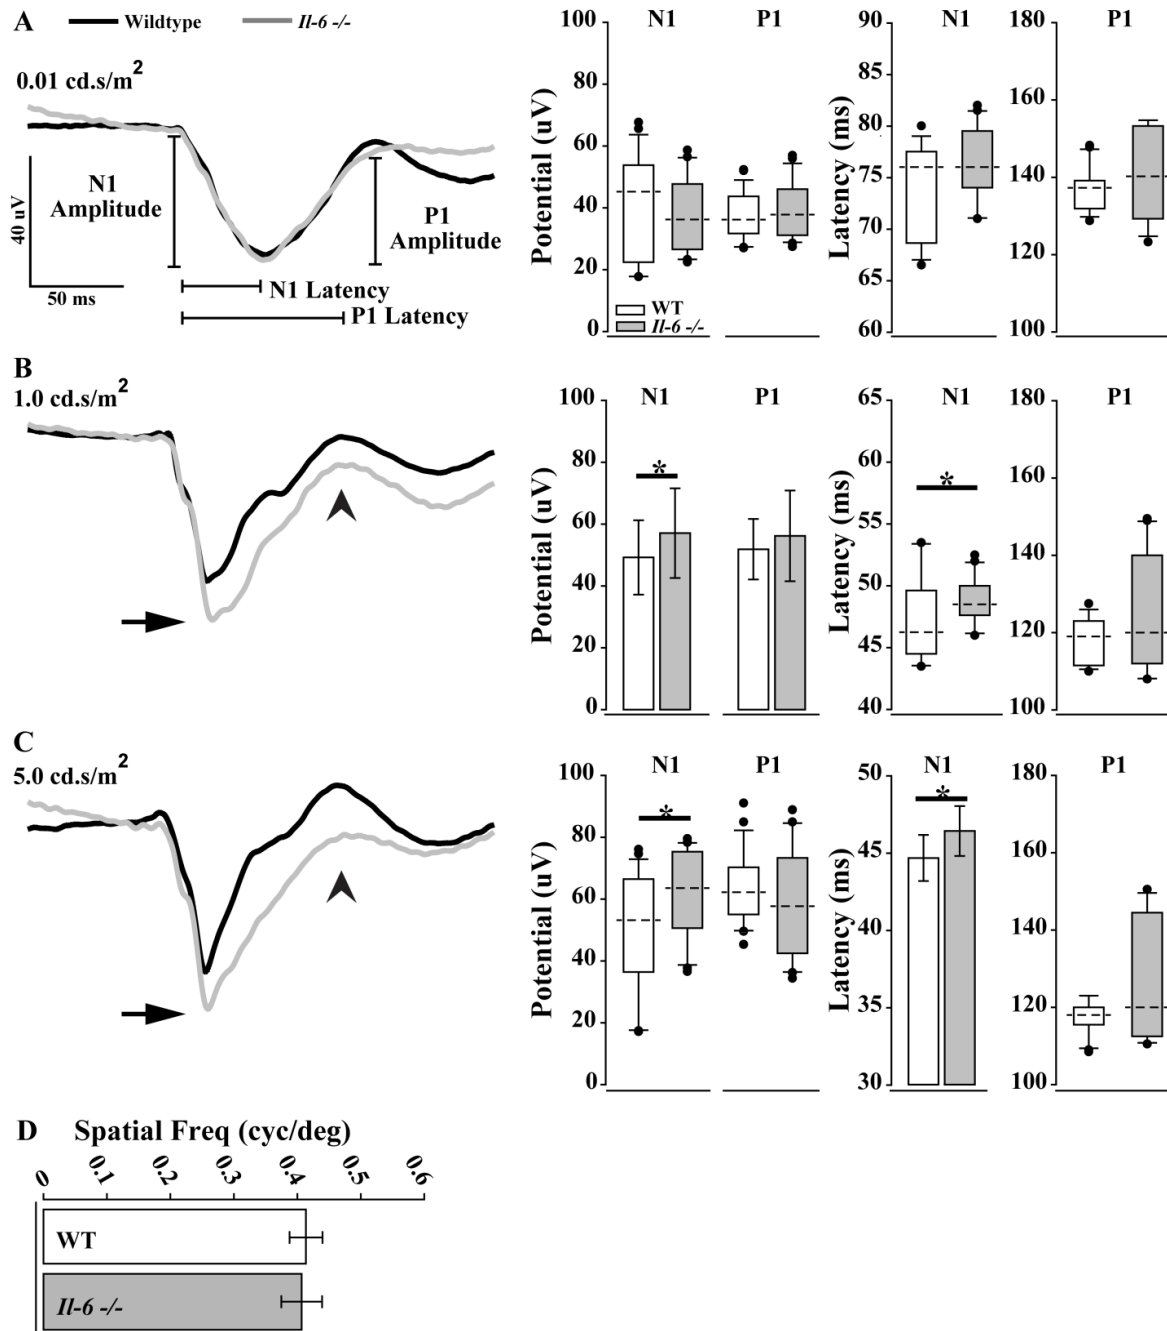 A
Wildtype
Il-6 -/-
0.01 cd.s/m2
N1
Amplitude
P1
Amplitude
40 uV
50 ms
N1 Latency
P1 Latency
N1 P1
Potential (uV)
100
80
60
40
20
0
WT
Il-6 -/-
N1
Latency (ms)
90
85
80
75
70
65
60
P1
180
160
140
120
100
B
1.0 cd.s/m2
N1 P1
Potential (uV)
100
80
60
40
20
0
*
N1
Latency (ms)
65
60
55
50
45
40
*
P1
180
160
140
120
100
C
5.0 cd.s/m2
N1 P1
Potential (uV)
100
80
60
40
20
0
*
N1
Latency (ms)
50
45
40
35
30
*
P1
180
160
140
120
100
D Spatial Freq (cyc/deg)
0 0.1 0.2 0.3 0.4 0.5 0.6
WT
Il-6 -/-